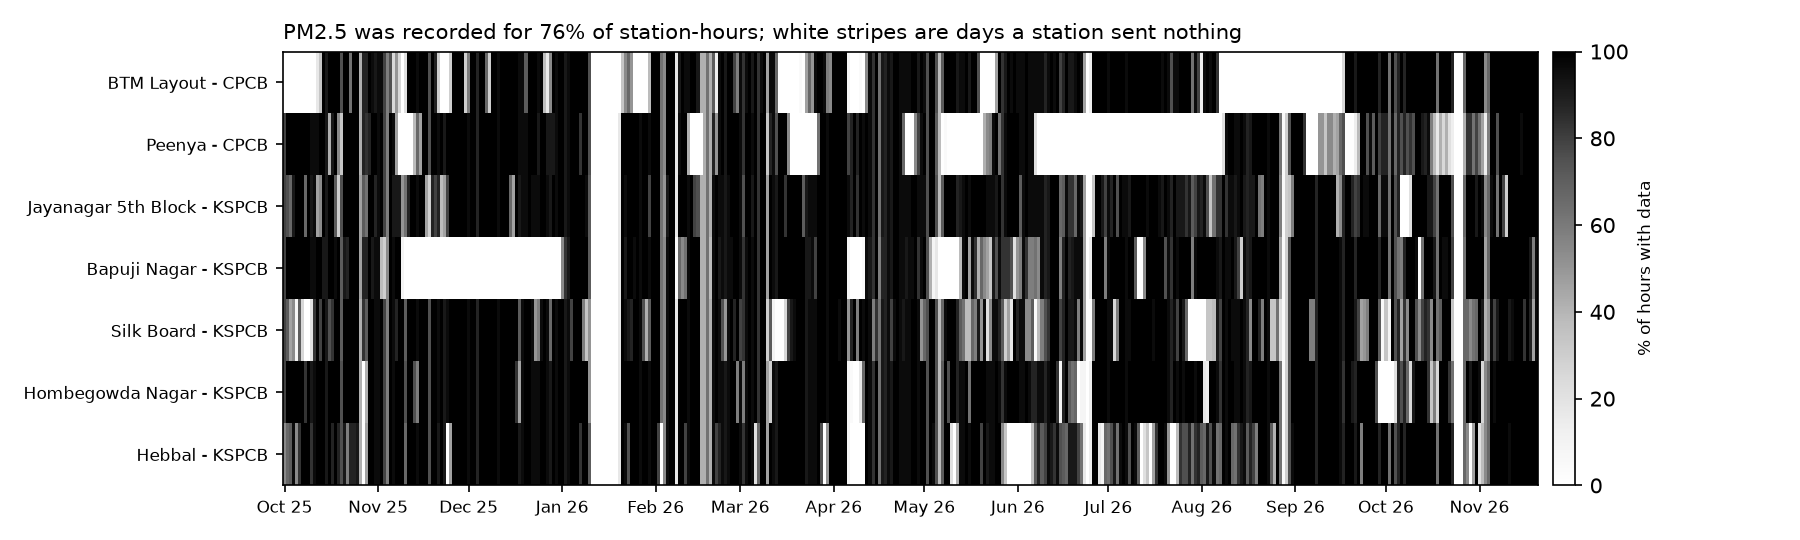 PM2.5 was recorded for 76% of station-hours; white stripes are days a station sent nothing
BTM Layout - CPCB
Peenya - CPCB
Jayanagar 5th Block - KSPCB
Bapuji Nagar - KSPCB
Silk Board - KSPCB
Hombegowda Nagar - KSPCB
Hebbal - KSPCB
Oct 25 Nov 25 Dec 25 Jan 26 Feb 26 Mar 26 Apr 26 May 26 Jun 26 Jul 26 Aug 26 Sep 26 Oct 26 Nov 26
100
80
60
40
20
0
% of hours with data